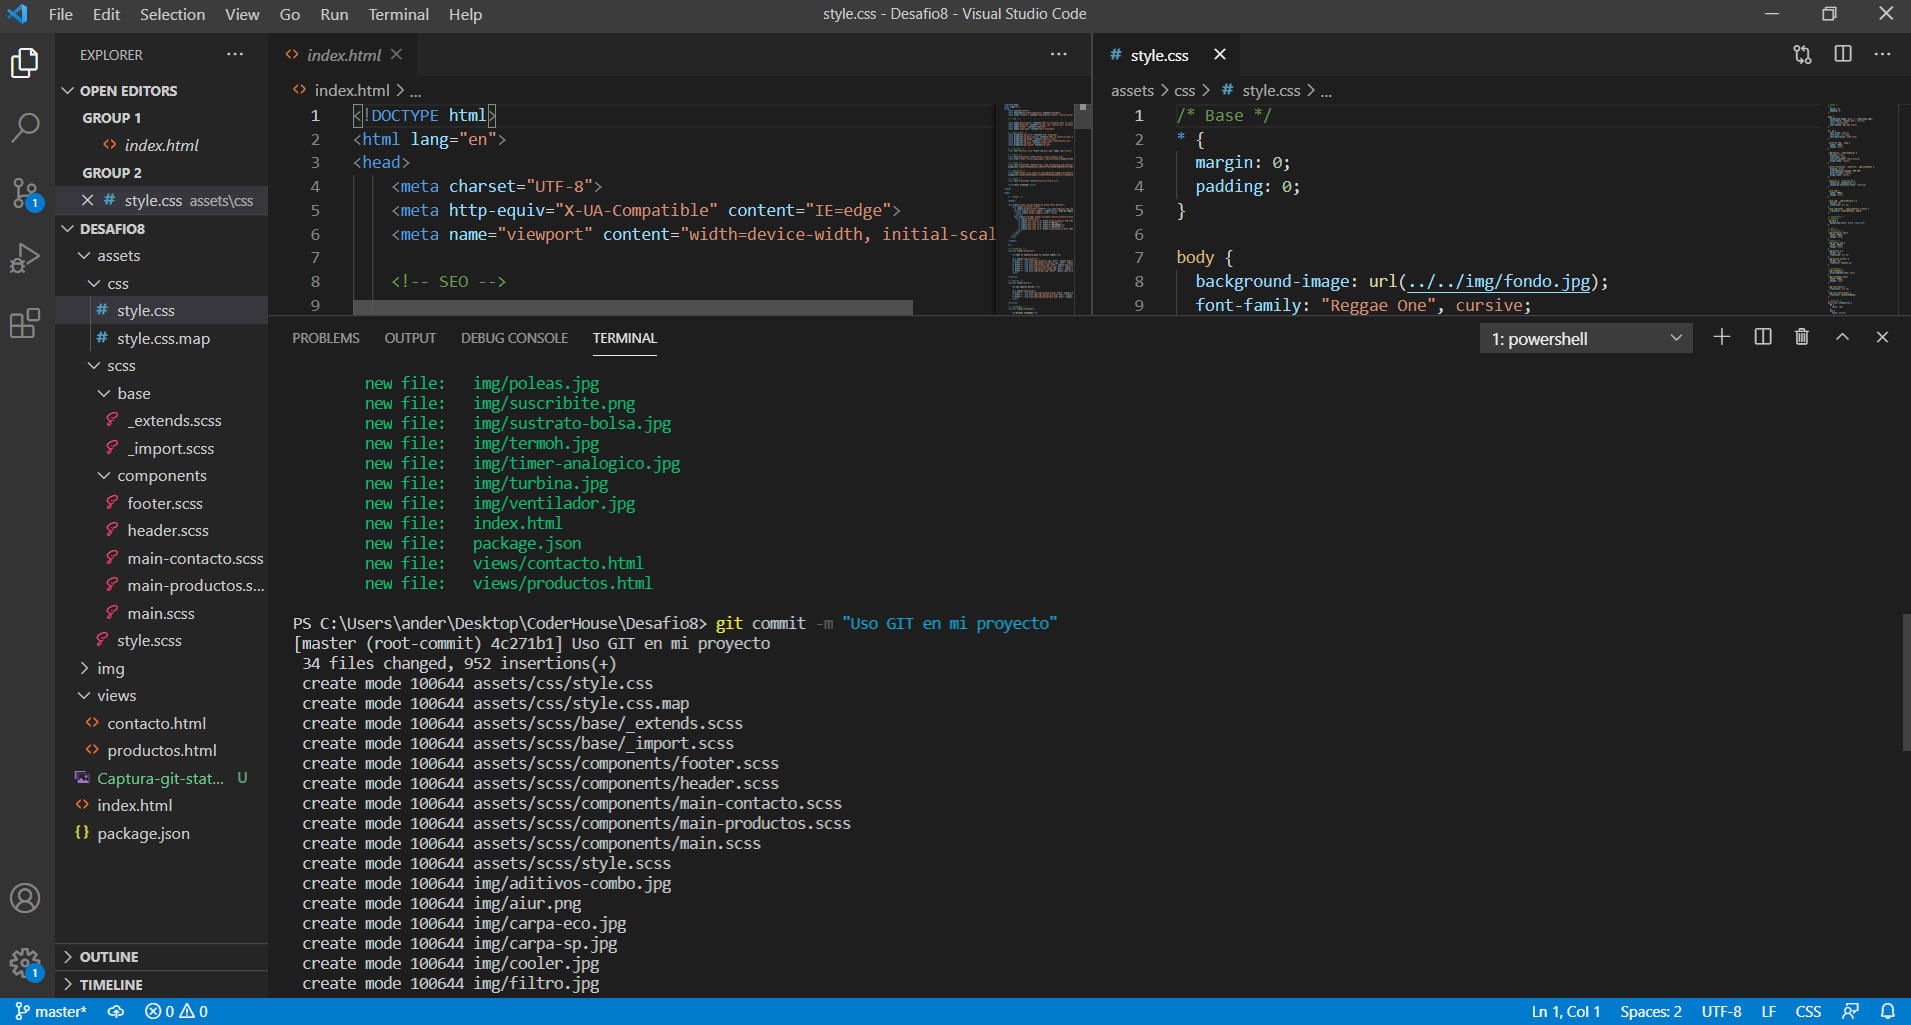 File Edit Selection View Go Run Terminal Help
style.css - Desafio8 - Visual Studio Code
EXPLORER
OPEN EDITORS
GROUP 1
index.html
GROUP 2
style.css assets\css
DESAFIO8
assets
css
style.css
style.css.map
scss
base
_extends.scss
_import.scss
components
footer.scss
header.scss
main-contacto.scss
main-productos.s...
main.scss
style.scss
img
views
contacto.html
productos.html
Captura-git-stat... U
index.html
package.json
OUTLINE
TIMELINE
1
1
index.html
index.html > ...
1 <!DOCTYPE html>
2 <html lang="en">
3 <head>
4 <meta charset="UTF-8">
5 <meta http-equiv="X-UA-Compatible" content="IE=edge">
6 <meta name="viewport" content="width=device-width, initial-scal
7
8 <!-- SEO -->
9
style.css
assets > css > style.css > ...
1 /* Base */
2 * {
3 margin: 0;
4 padding: 0;
5 }
6
7 body {
8 background-image: url(../../img/fondo.jpg);
9 font-family: "Reggae One", cursive;
PROBLEMS OUTPUT DEBUG CONSOLE TERMINAL
1: powershell
new file: img/poleas.jpg
new file: img/suscribite.png
new file: img/sustrato-bolsa.jpg
new file: img/termoh.jpg
new file: img/timer-analogico.jpg
new file: img/turbina.jpg
new file: img/ventilador.jpg
new file: index.html
new file: package.json
new file: views/contacto.html
new file: views/productos.html
PS C:\Users\ander\Desktop\CoderHouse\Desafio8> git commit -m "Uso GIT en mi proyecto"
[master (root-commit) 4c271b1] Uso GIT en mi proyecto
34 files changed, 952 insertions(+)
create mode 100644 assets/css/style.css
create mode 100644 assets/css/style.css.map
create mode 100644 assets/scss/base/_extends.scss
create mode 100644 assets/scss/base/_import.scss
create mode 100644 assets/scss/components/footer.scss
create mode 100644 assets/scss/components/header.scss
create mode 100644 assets/scss/components/main-contacto.scss
create mode 100644 assets/scss/components/main-productos.scss
create mode 100644 assets/scss/components/main.scss
create mode 100644 assets/scss/style.scss
create mode 100644 img/aditivos-combo.jpg
create mode 100644 img/aiur.png
create mode 100644 img/carpa-eco.jpg
create mode 100644 img/carpa-sp.jpg
create mode 100644 img/cooler.jpg
create mode 100644 img/filtro.jpg
master* 0 0
Ln 1, Col 1 Spaces: 2 UTF-8 LF CSS